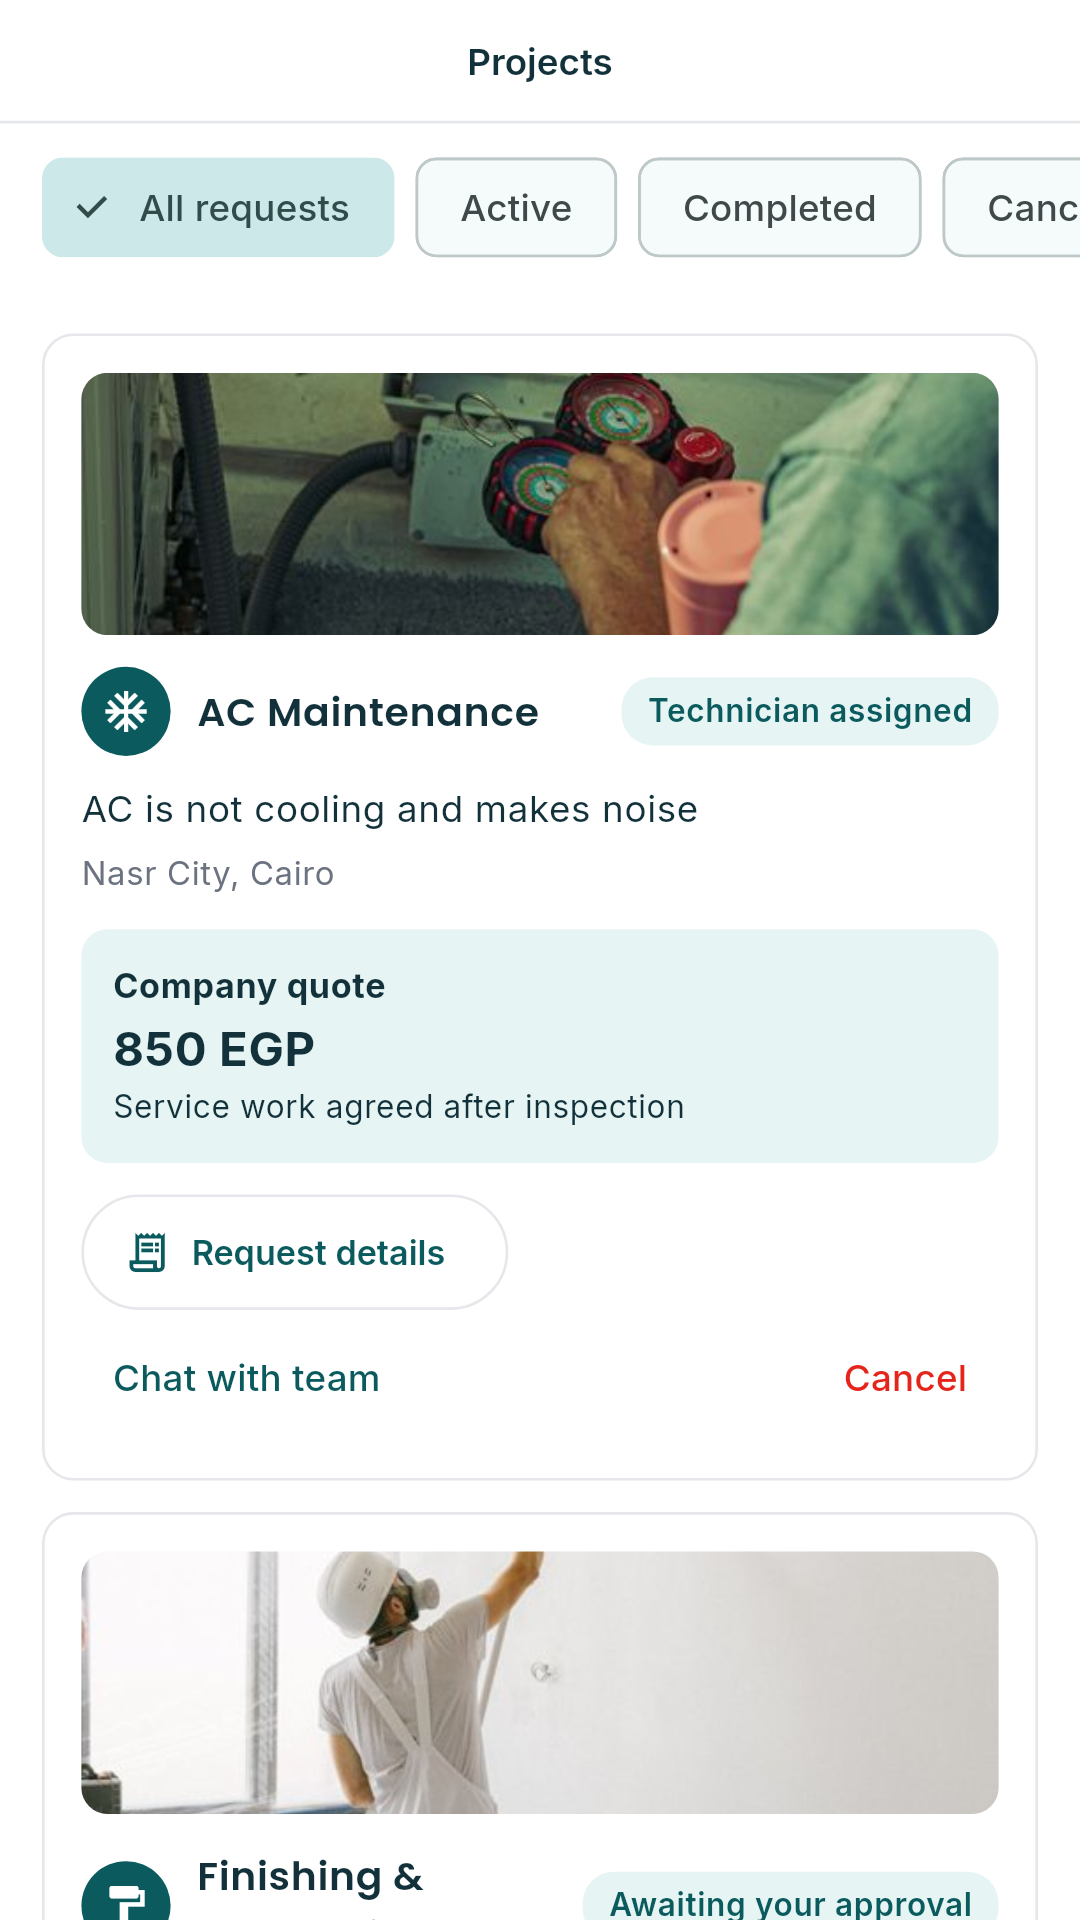 Projects
All requests
Active
Completed
Canc
AC Maintenance
Technician assigned
AC is not cooling and makes noise
Nasr City, Cairo
Company quote
850 EGP
Service work agreed after inspection
Request details
Chat with team
Cancel
Finishing &
Awaiting your approval